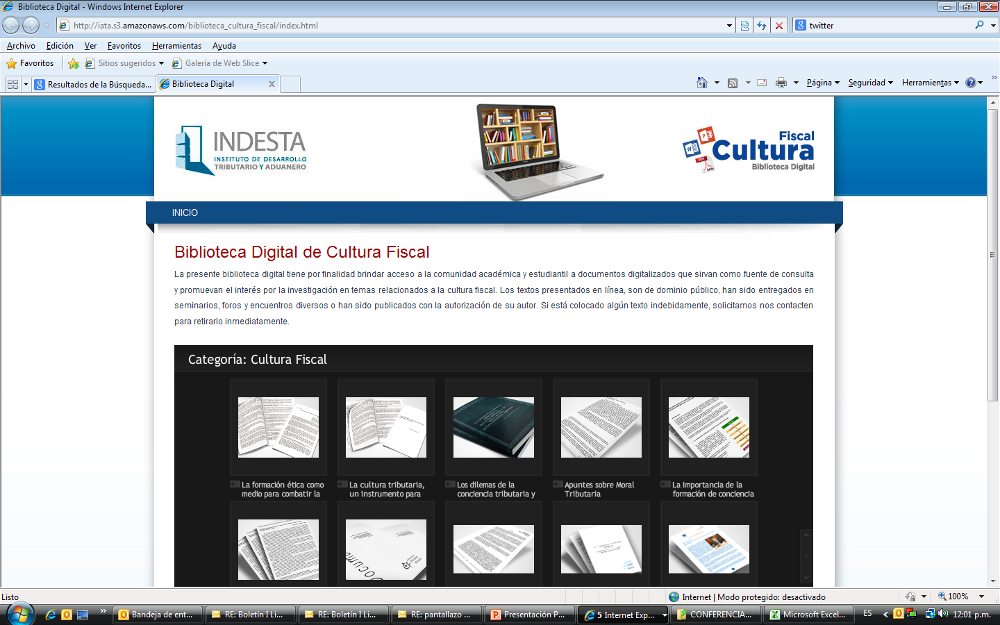 Biblioteca Digital - Windows Internet Explorer
http://iata.s3.amazonaws.com/biblioteca_cultura_fiscal/index.html
twitter
Archivo Edición Ver Favoritos Herramientas Ayuda
Favoritos Sitios sugeridos Galería de Web Slice
Resultados de la Búsqueda... Biblioteca Digital Página Seguridad Herramientas
INDESTA
INSTITUTO DE DESARROLLO
TRIBUTARIO Y ADUANERO
Fiscal
Cultura
Biblioteca Digital
INICIO
Biblioteca Digital de Cultura Fiscal
La presente biblioteca digital tiene por finalidad brindar acceso a la comunidad académica y estudiantil a documentos digitalizados que sirvan como fuente de consulta
y promuevan el interés por la investigación en temas relacionados a la cultura fiscal. Los textos presentados en línea, son de dominio público, han sido entregados en
seminarios, foros y encuentros diversos o han sido publicados con la autorización de su autor. Si está colocado algún texto indebidamente, solicitamos nos contacten
para retirarlo inmediatamente.
Categoría: Cultura Fiscal
La formación ética como
medio para combatir la
La cultura tributaria,
un instrumento para
Los dilemas de la
conciencia tributaria y
Apuntes sobre Moral
Tributaria
La Importancia de la
formación de conciencia
Listo
Internet | Modo protegido: desactivado
100%
Bandeja de ent...
RE: Boletín I Li...
RE: Boletín I Li...
RE: pantallazo ...
Presentación P...
5 Internet Exp...
CONFERENCIA...
Microsoft Excel...
ES
12:01 p.m.